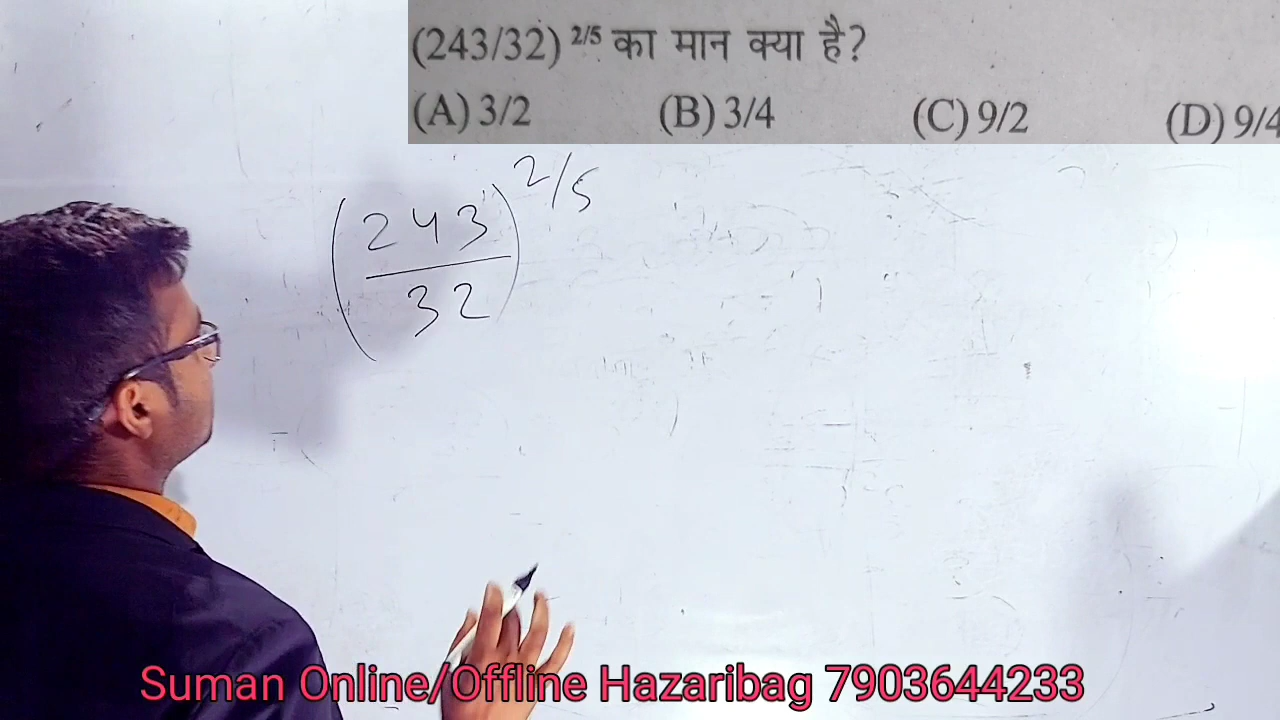 (243/32) 2/5 का मान क्या है?
(A) 3/2 (B) 3/4 (C) 9/2 (D) 9/4
(243/32)2/5
Suman Online/Offline Hazaribag 7903644233